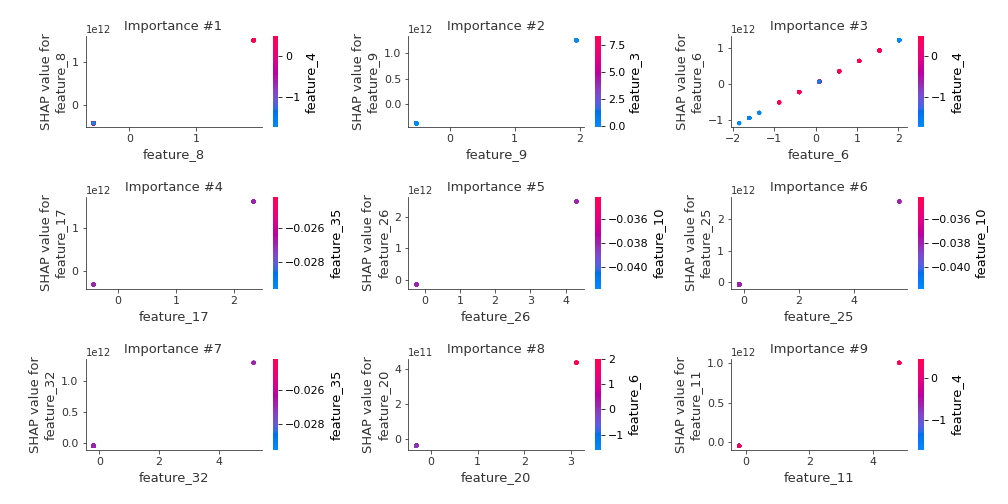 Importance #1
1e12
SHAP value for
feature_8
1
0
0
1
feature_8
0
−1
feature_4
Importance #2
1e12
SHAP value for
feature_9
1.0
0.5
0.0
0
1
2
feature_9
7.5
5.0
2.5
0.0
feature_3
Importance #3
1e12
SHAP value for
feature_6
1
0
−1
−2
−1
0
1
2
feature_6
0
−1
feature_4
Importance #4
1e12
SHAP value for
feature_17
1
0
0
1
2
feature_17
−0.026
−0.028
feature_35
Importance #5
1e12
SHAP value for
feature_26
2
1
0
0
1
2
3
4
feature_26
−0.036
−0.038
−0.040
feature_10
Importance #6
1e12
SHAP value for
feature_25
2
1
0
0
2
4
feature_25
−0.036
−0.038
−0.040
feature_10
Importance #7
1e12
SHAP value for
feature_32
1.0
0.5
0.0
0
2
4
feature_32
−0.026
−0.028
feature_35
Importance #8
1e11
SHAP value for
feature_20
4
2
0
0
1
2
3
feature_20
2
1
0
−1
feature_6
Importance #9
1e12
SHAP value for
feature_11
1.0
0.5
0.0
0
2
4
feature_11
0
−1
feature_4